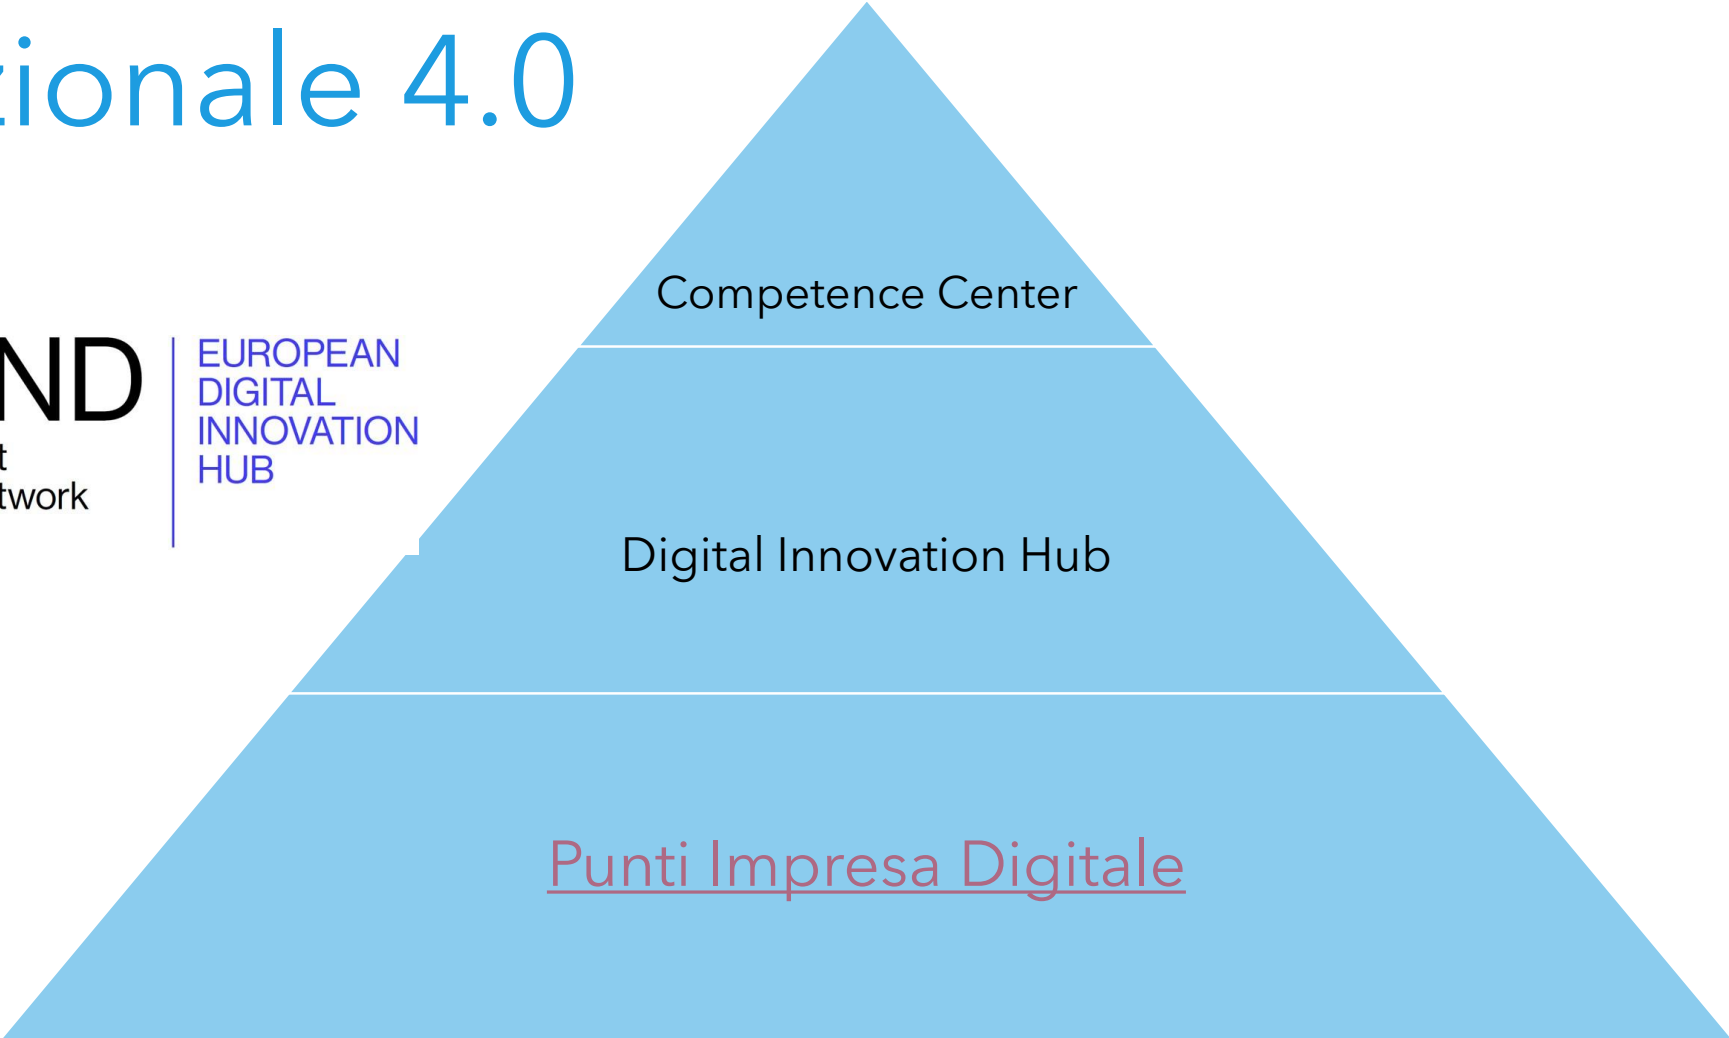 zionale 4.0
Competence Center
ND
t
twork
EUROPEAN
DIGITAL
INNOVATION
HUB
Digital Innovation Hub
Punti Impresa Digitale